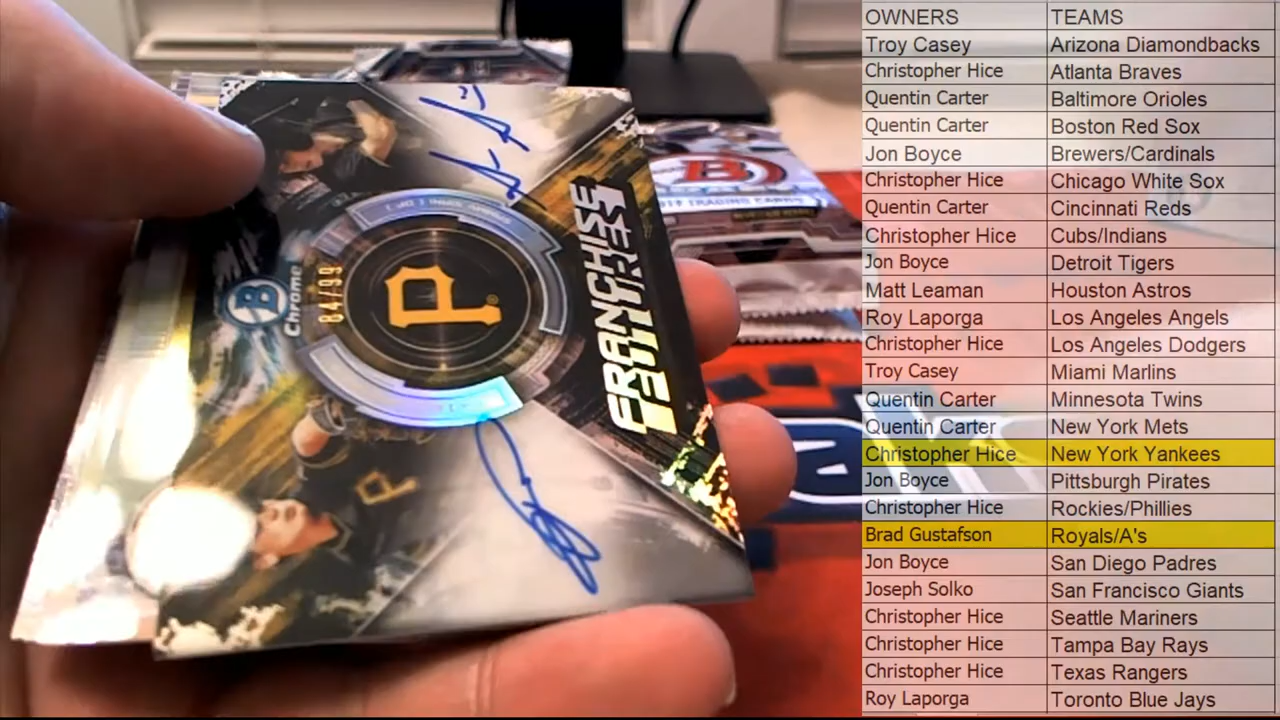 OWNERS TEAMS
Troy Casey Arizona Diamondbacks
Christopher Hice Atlanta Braves
Quentin Carter Baltimore Orioles
Quentin Carter Boston Red Sox
Jon Boyce Brewers/Cardinals
Christopher Hice Chicago White Sox
Quentin Carter Cincinnati Reds
Christopher Hice Cubs/Indians
Jon Boyce Detroit Tigers
Matt Leaman Houston Astros
Roy Laporga Los Angeles Angels
Christopher Hice Los Angeles Dodgers
Troy Casey Miami Marlins
Quentin Carter Minnesota Twins
Quentin Carter New York Mets
Christopher Hice New York Yankees
Jon Boyce Pittsburgh Pirates
Christopher Hice Rockies/Phillies
Brad Gustafson Royals/A's
Jon Boyce San Diego Padres
Joseph Solko San Francisco Giants
Christopher Hice Seattle Mariners
Christopher Hice Tampa Bay Rays
Christopher Hice Texas Rangers
Roy Laporga Toronto Blue Jays
FRANCHISE
P
84/99
B
Chrome
P
B
TRADING CARDS